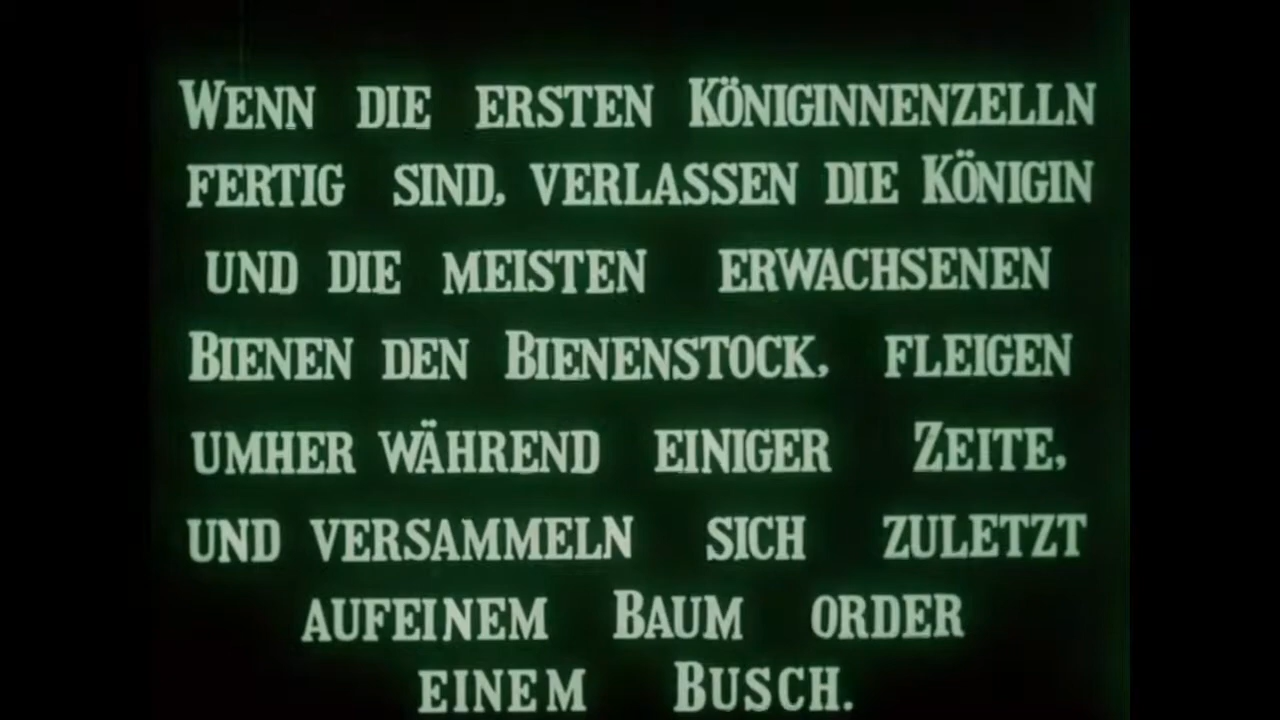 Wenn die ersten Königinnenzelln
fertig sind, verlassen die Königin
und die meisten erwachsenen
Bienen den Bienenstock, fleigen
umher während einiger Zeite,
und versammeln sich zuletzt
aufeinem Baum order
einem Busch.